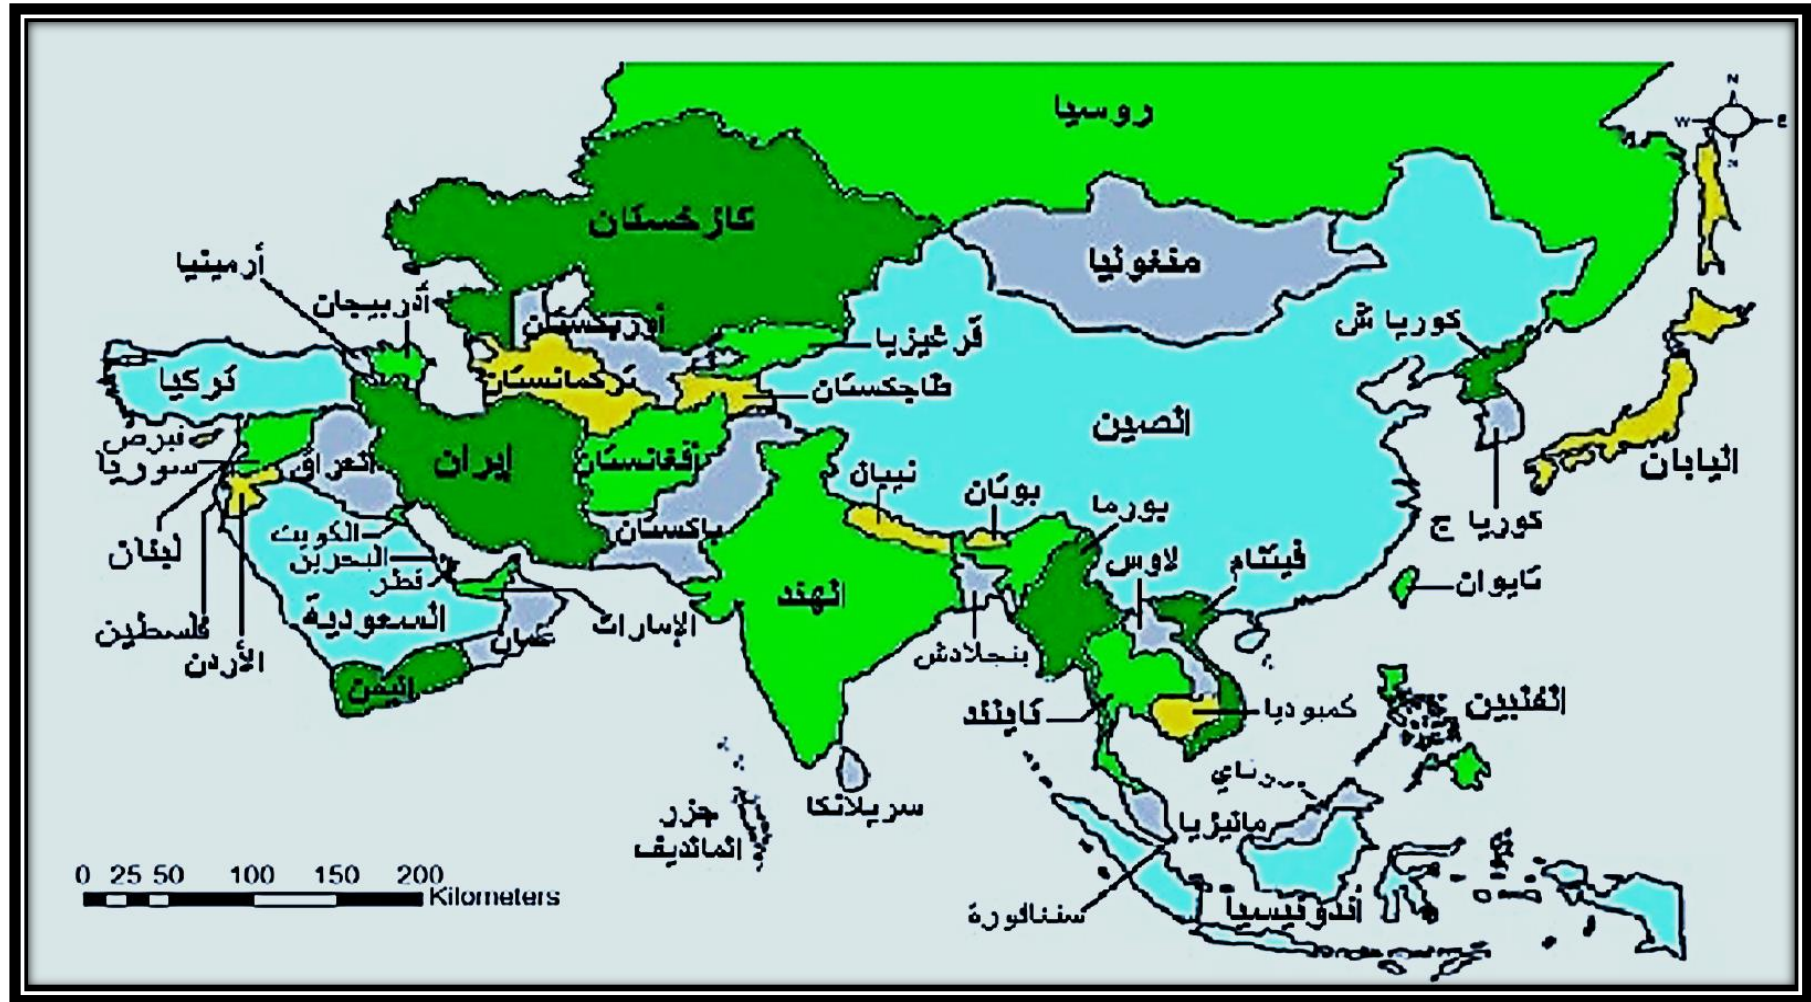 روسيا
N
W E
N
كازخستان
منغوليا
أرمينيا
أذربيجان
أوزبخستان
كوريا ش
قرغيزيا
تركيا
تركمانستان
طاجكستان
الصين
قبرص
سوريا
العراق
إيران
أفغانستان
اليابان
نيبال
بوتان
بورما
كوريا ج
باكستان
الكويت
البحرين
قطر
لبنان
لاوس
فيتنام
تايوان
الهند
السعودية
فلسطين
الأردن
عمان
الإمارات
بنجلادش
اليمن
تايلند
كمبوديا
الفلبين
سريلانكا
جزر
المالديف
ماليزيا
أندونيسيا
0 25 50 100 150 200
Kilometers